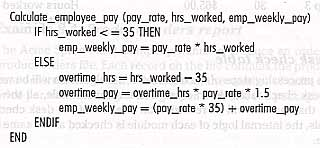 Calculate_employee_pay (pay_rate, hrs_worked, emp_weekly_pay)
IF hrs_worked < = 35 THEN
emp_weekly_pay = pay_rate * hrs_worked
ELSE
overtime_hrs = hrs_worked – 35
overtime_pay = overtime_hrs * pay_rate * 1.5
emp_weekly_pay = (pay_rate * 35) + overtime_pay
ENDIF
END